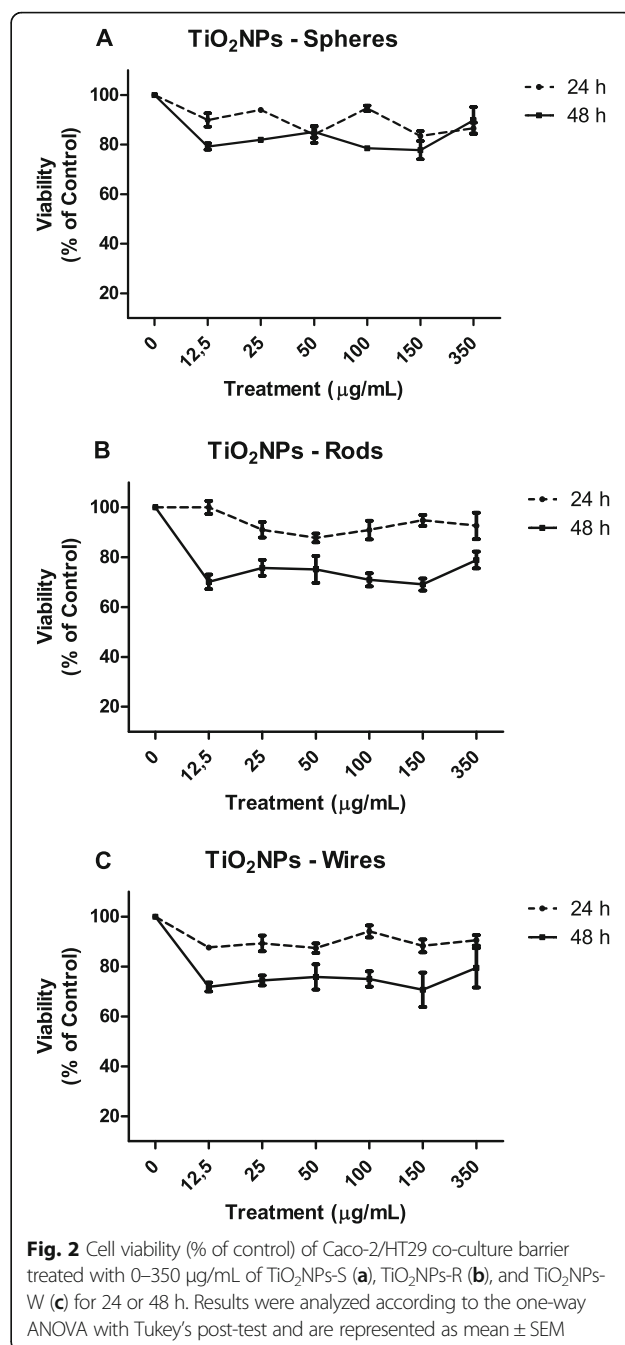 A
TiO₂NPs - Spheres
100
80
60
40
20
Viability
(% of Control)
0
12,5
25
50
100
150
350
Treatment (µg/mL)
24 h
48 h
B
TiO₂NPs - Rods
100
80
60
40
20
Viability
(% of Control)
0
12,5
25
50
100
150
350
Treatment (µg/mL)
24 h
48 h
C
TiO₂NPs - Wires
100
80
60
40
20
Viability
(% of Control)
0
12,5
25
50
100
150
350
Treatment (µg/mL)
24 h
48 h
Fig. 2 Cell viability (% of control) of Caco-2/HT29 co-culture barrier
treated with 0–350 µg/mL of TiO₂NPs-S (a), TiO₂NPs-R (b), and TiO₂NPs-
W (c) for 24 or 48 h. Results were analyzed according to the one-way
ANOVA with Tukey's post-test and are represented as mean ± SEM